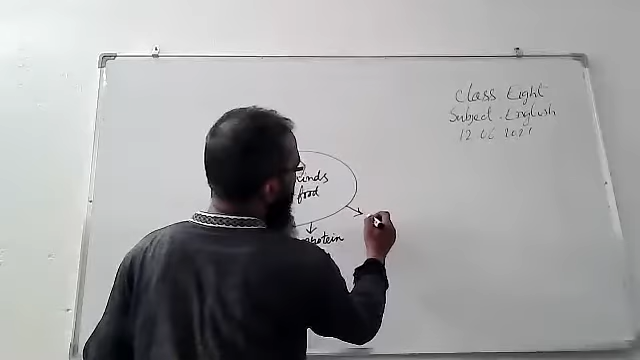 Class Eight
Subject. English
12.06.2021
kinds
food
protein